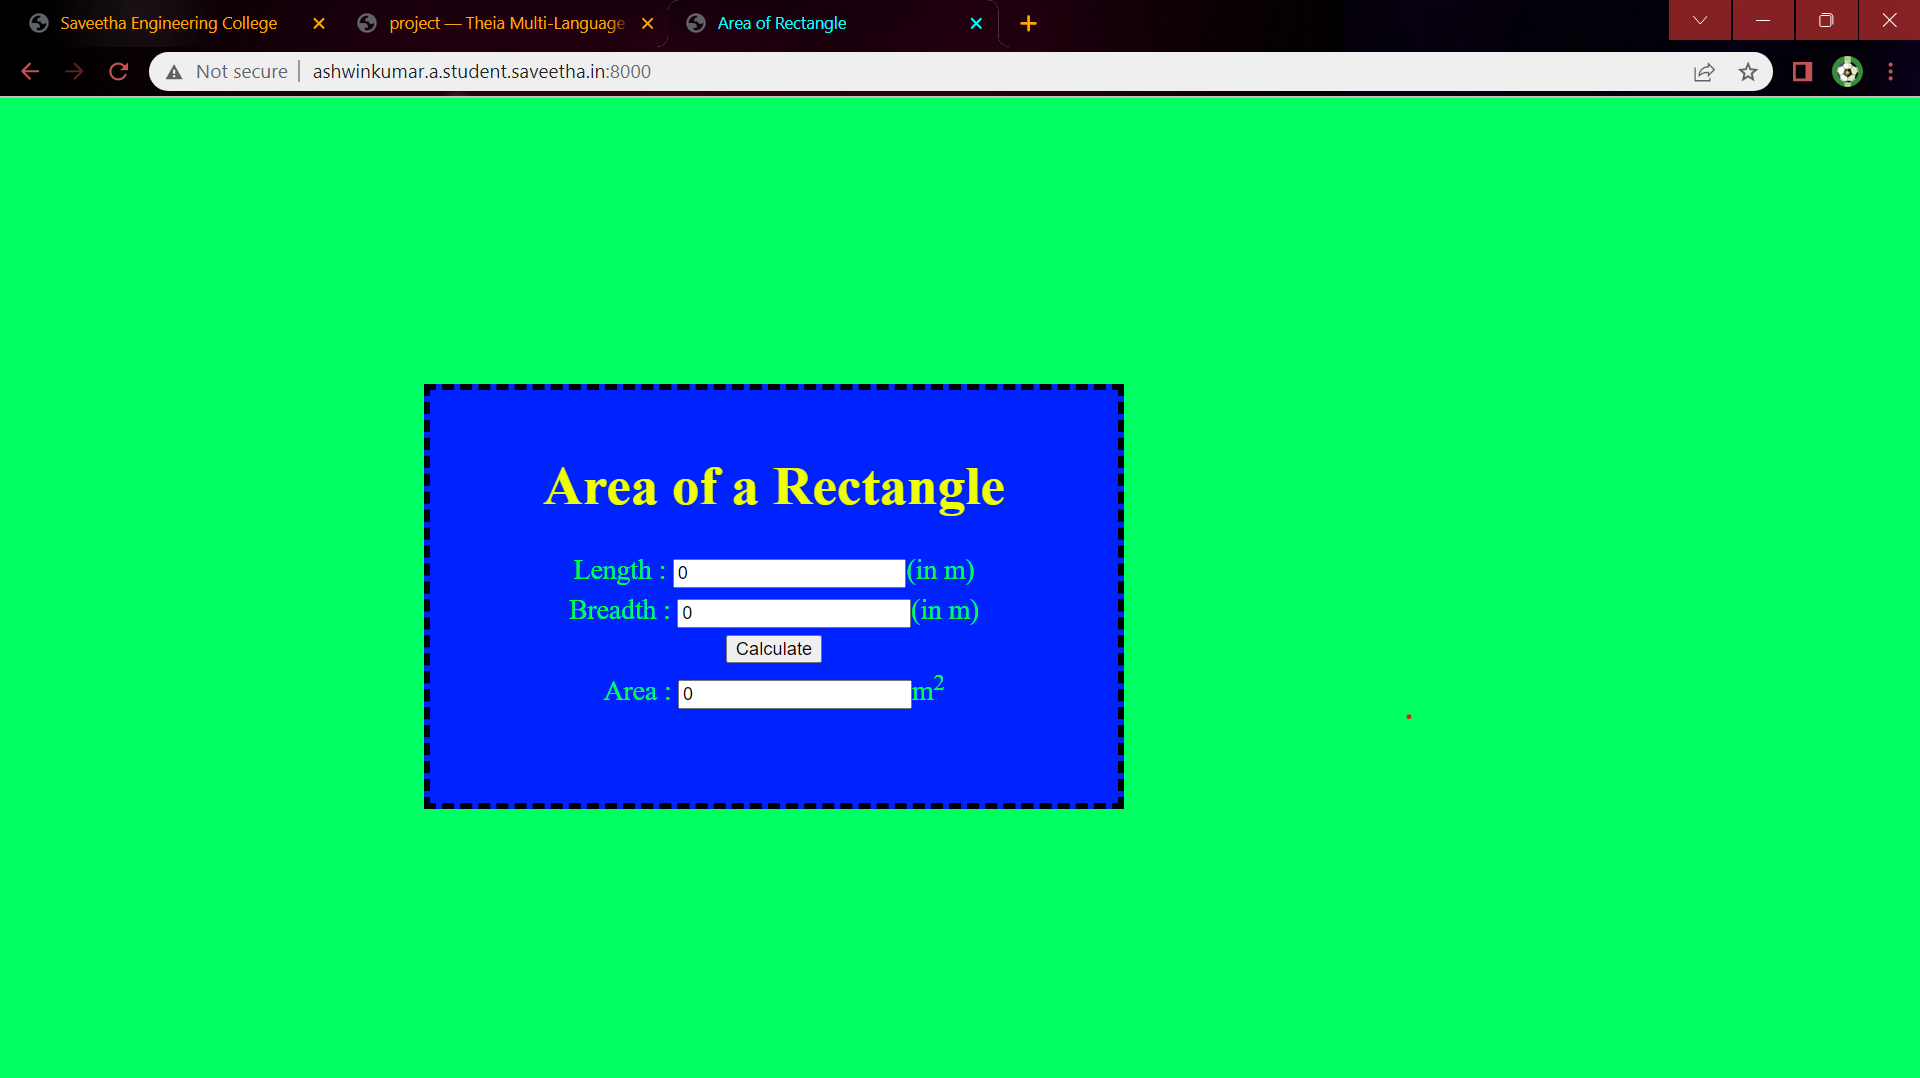 Saveetha Engineering College
project — Theia Multi-Language
Area of Rectangle
Not secure
ashwinkumar.a.student.saveetha.in:8000
Area of a Rectangle
Length : 0 (in m)
Breadth : 0 (in m)
Calculate
Area : 0 m²